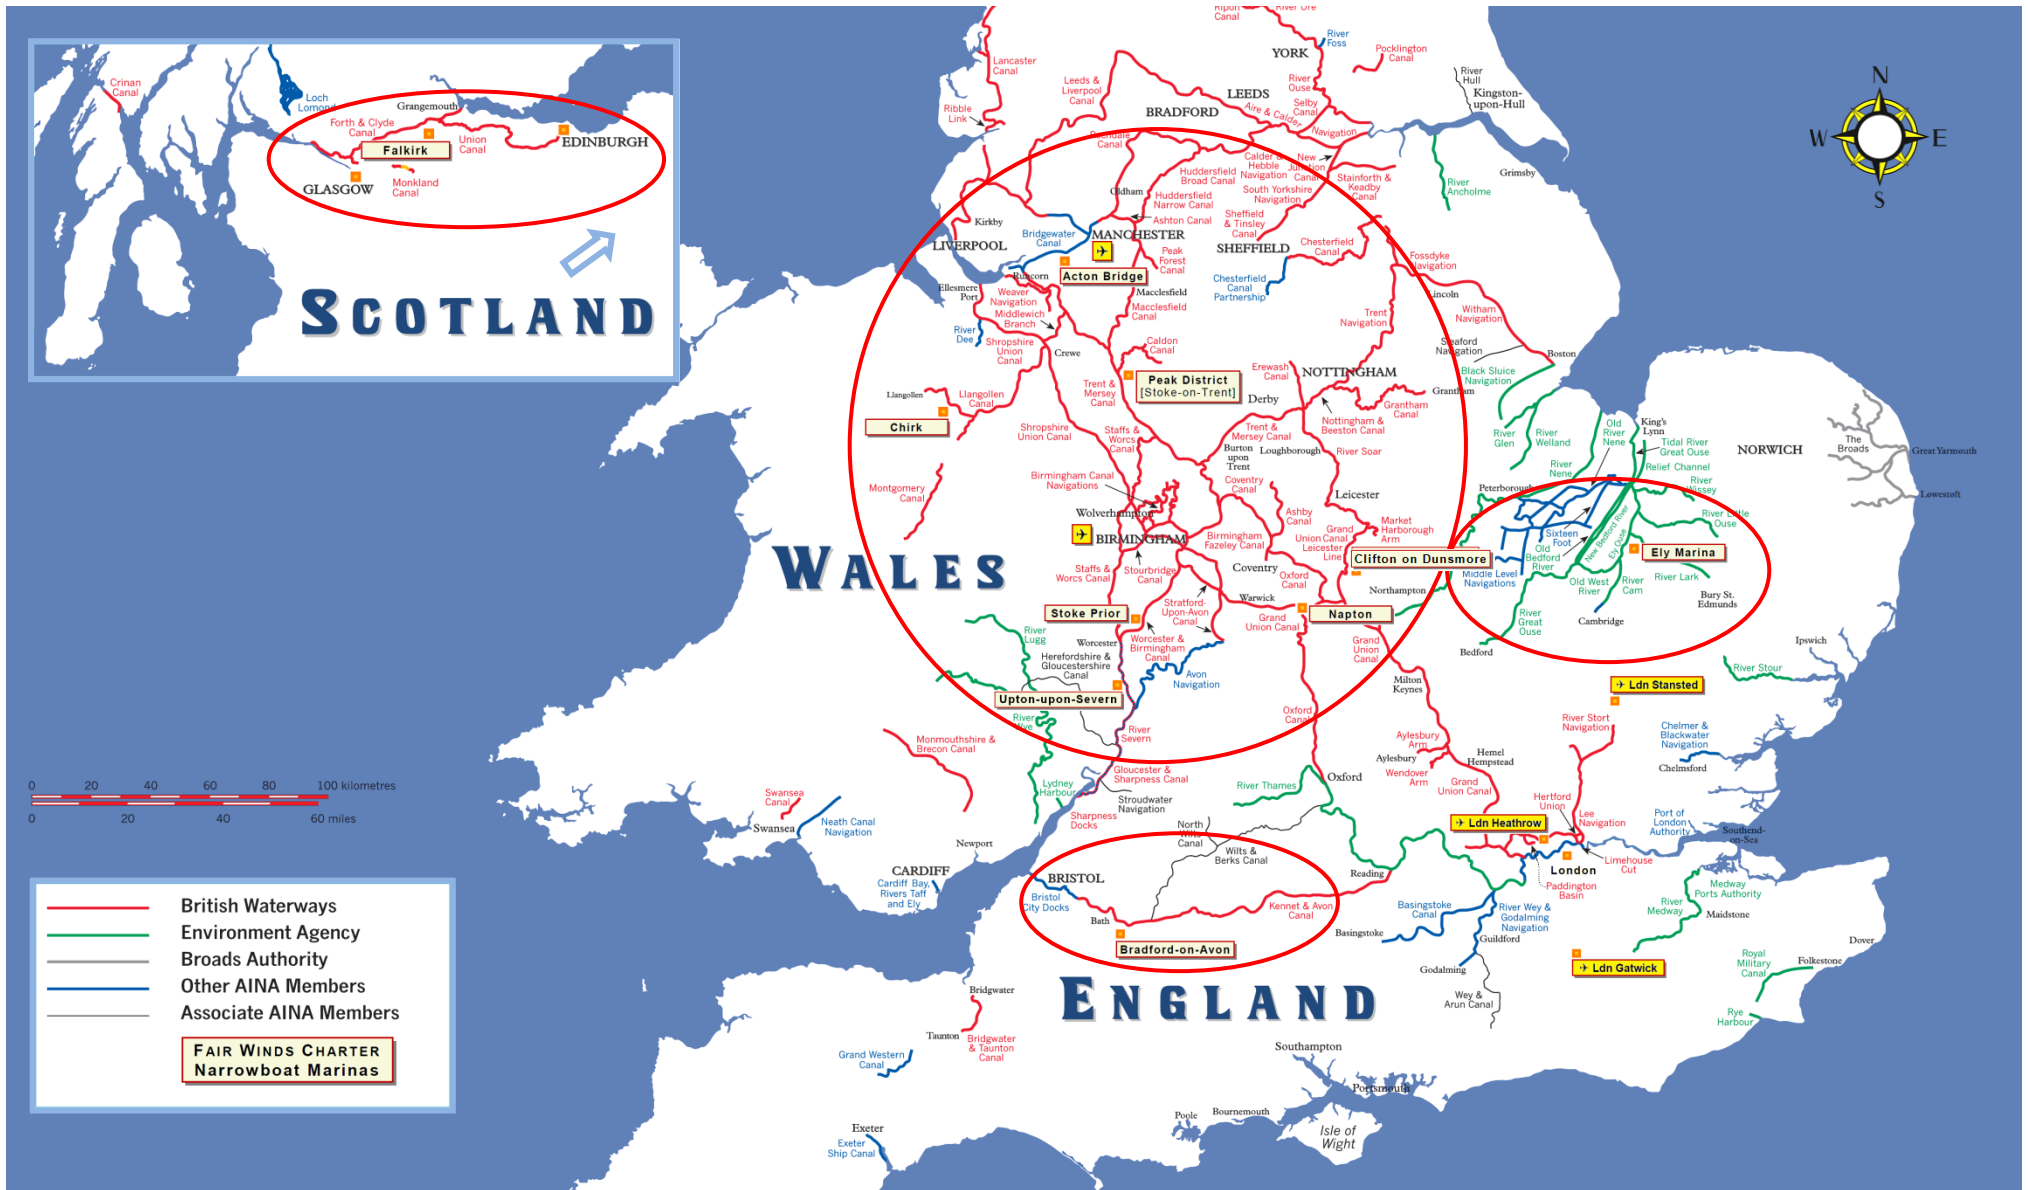 Crinan
Canal
Loch
Lomond
Grangemouth
Forth & Clyde
Canal
Falkirk
Union
Canal
EDINBURGH
GLASGOW
Monkland
Canal
SCOTLAND
Ripon
Canal
River Ure
River
Foss
YORK
Pocklington
Canal
Lancaster
Canal
Leeds &
Liverpool
Canal
River
Ouse
River
Hull
Kingston-
upon-Hull
LEEDS
Selby
Canal
BRADFORD
Aire & Calder
Navigation
Ribble
Link
Rochdale
Canal
Calder &
Hebble
Navigation
New
Junction
Canal
Huddersfield
Broad Canal
Stainforth &
Keadby
Canal
South Yorkshire
Navigation
Grimsby
River
Ancholme
Oldham
Huddersfield
Narrow Canal
Ashton Canal
Sheffield
& Tinsley
Canal
Kirkby
LIVERPOOL
Bridgewater
Canal
MANCHESTER
SHEFFIELD
Chesterfield
Canal
Peak
Forest
Canal
Fossdyke
Navigation
Acton Bridge
Chesterfield
Canal
Partnership
Runcorn
Ellesmere
Port
Weaver
Navigation
Middlewich
Branch
Macclesfield
Macclesfield
Canal
Lincoln
Witham
Navigation
Trent
Navigation
River
Dee
Shropshire
Union
Canal
Crewe
Caldon
Canal
Sleaford
Navigation
Boston
Black Sluice
Navigation
Peak District
[Stoke-on-Trent]
Erewash
Canal
NOTTINGHAM
Trent &
Mersey
Canal
Derby
Grantham
Grantham
Canal
Llangollen
Llangollen
Canal
Chirk
Nottingham &
Beeston Canal
Shropshire
Union Canal
Staffs &
Worcs
Canal
Trent &
Mersey Canal
Burton
upon
Trent
Loughborough
River Soar
River
Glen
River
Welland
Old
River
Nene
King's
Lynn
Tidal River
Great Ouse
Relief Channel
River
Nene
River
Wissey
NORWICH
The
Broads
Great Yarmouth
Lowestoft
Birmingham Canal
Navigations
Coventry
Canal
Leicester
Peterborough
Montgomery
Canal
Wolverhampton
Ashby
Canal
Market
Harborough
Arm
River Little
Ouse
BIRMINGHAM
Birmingham
Fazeley Canal
Grand
Union Canal
Leicester
Line
Sixteen
Foot
New Bedford River
Ely Ouse
Ely Marina
Clifton on Dunsmore
Old
Bedford
River
WALES
Staffs &
Worcs Canal
Stourbridge
Canal
Coventry
Oxford
Canal
Middle Level
Navigations
Old West
River
River
Cam
River Lark
Bury St.
Edmunds
Northampton
Stratford-
Upon-Avon
Canal
Warwick
Grand
Union Canal
Napton
Stoke Prior
River
Great
Ouse
Cambridge
River
Lugg
Worcester
Worcester &
Birmingham
Canal
Grand
Union
Canal
Bedford
Ipswich
Herefordshire &
Gloucestershire
Canal
River Stour
Avon
Navigation
Milton
Keynes
Ldn Stansted
Upton-upon-Severn
River
Wye
Oxford
Canal
River
Severn
River Stort
Navigation
Chelmer &
Blackwater
Navigation
Chelmsford
Monmouthshire &
Brecon Canal
Aylesbury
Arm
Aylesbury
Wendover
Arm
Hemel
Hempstead
Gloucester &
Sharpness Canal
Lydney
Harbour
Stroudwater
Navigation
Sharpness
Docks
River Thames
Oxford
Grand
Union Canal
0 20 40 60 80 100 kilometres
0 20 40 60 miles
Swansea
Canal
Swansea
Neath Canal
Navigation
Hertford
Union
Lee
Navigation
Port of
London
Authority
Southend-
on-Sea
Ldn Heathrow
North
Wilts
Canal
Wilts &
Berks Canal
Newport
CARDIFF
Cardiff Bay,
Rivers Taff
and Ely
BRISTOL
Bristol
City Docks
Reading
London
Limehouse
Cut
Paddington
Basin
Medway
Ports Authority
Bath
Kennet & Avon
Canal
Basingstoke
Canal
River Wey &
Godalming
Navigation
River
Medway
Maidstone
Basingstoke
Guildford
Bradford-on-Avon
Godalming
Ldn Gatwick
Dover
Royal
Military
Canal
Folkestone
Rye
Harbour
Wey &
Arun Canal
ENGLAND
Bridgwater
Taunton
Bridgwater
& Taunton
Canal
Grand Western
Canal
Southampton
Portsmouth
Poole
Bournemouth
Isle of
Wight
Exeter
Exeter
Ship Canal
British Waterways
Environment Agency
Broads Authority
Other AINA Members
Associate AINA Members
FAIR WINDS CHARTER
Narrowboat Marinas
N
W E
S